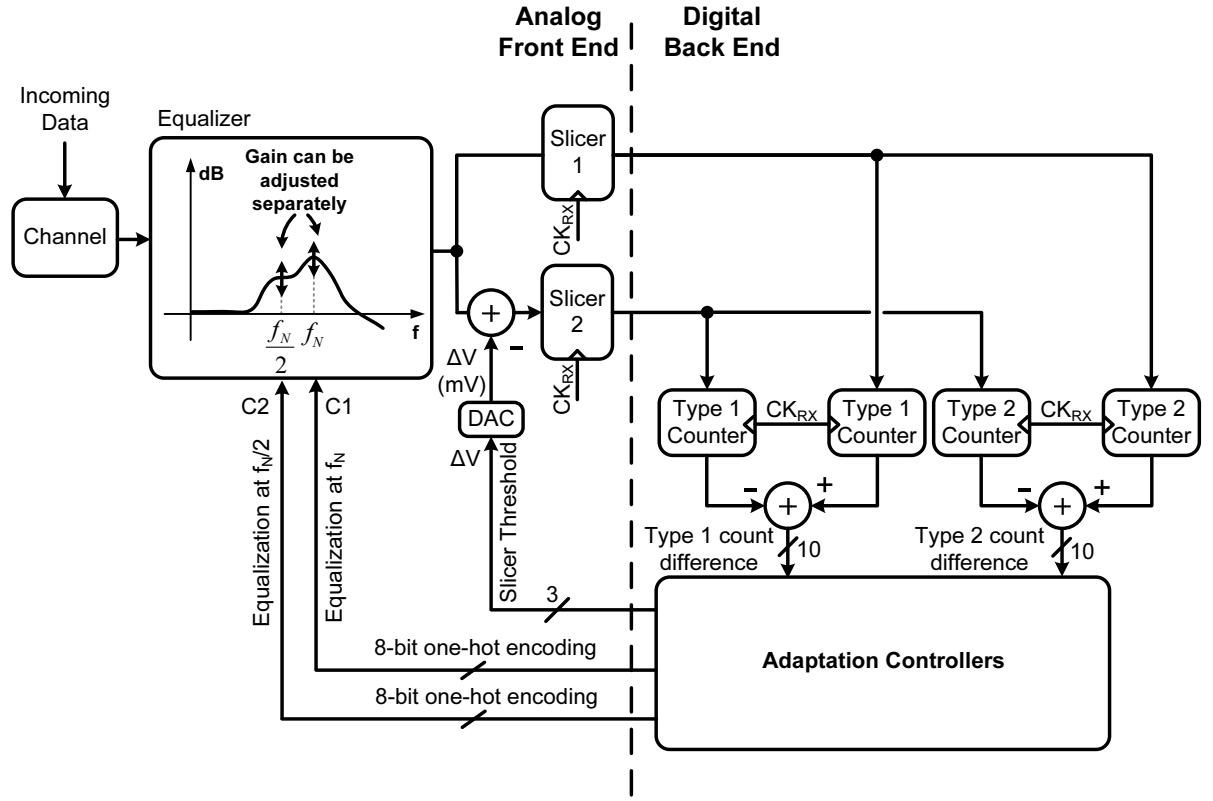 Analog
Front End
Digital
Back End
Incoming
Data
Channel
Equalizer
Gain can be
adjusted
separately
dB
f
f_N
2
f_N
Slicer
1
CK_RX
+
−
Slicer
2
CK_RX
ΔV
(mV)
DAC
ΔV
Slicer Threshold
C2
C1
Equalization at f_N/2
Equalization at f_N
Type 1
Counter
CK_RX
Type 1
Counter
Type 2
Counter
CK_RX
Type 2
Counter
−
+
+
−
+
+
Type 1 count
difference
10
Type 2 count
difference
10
3
8-bit one-hot encoding
8-bit one-hot encoding
Adaptation Controllers